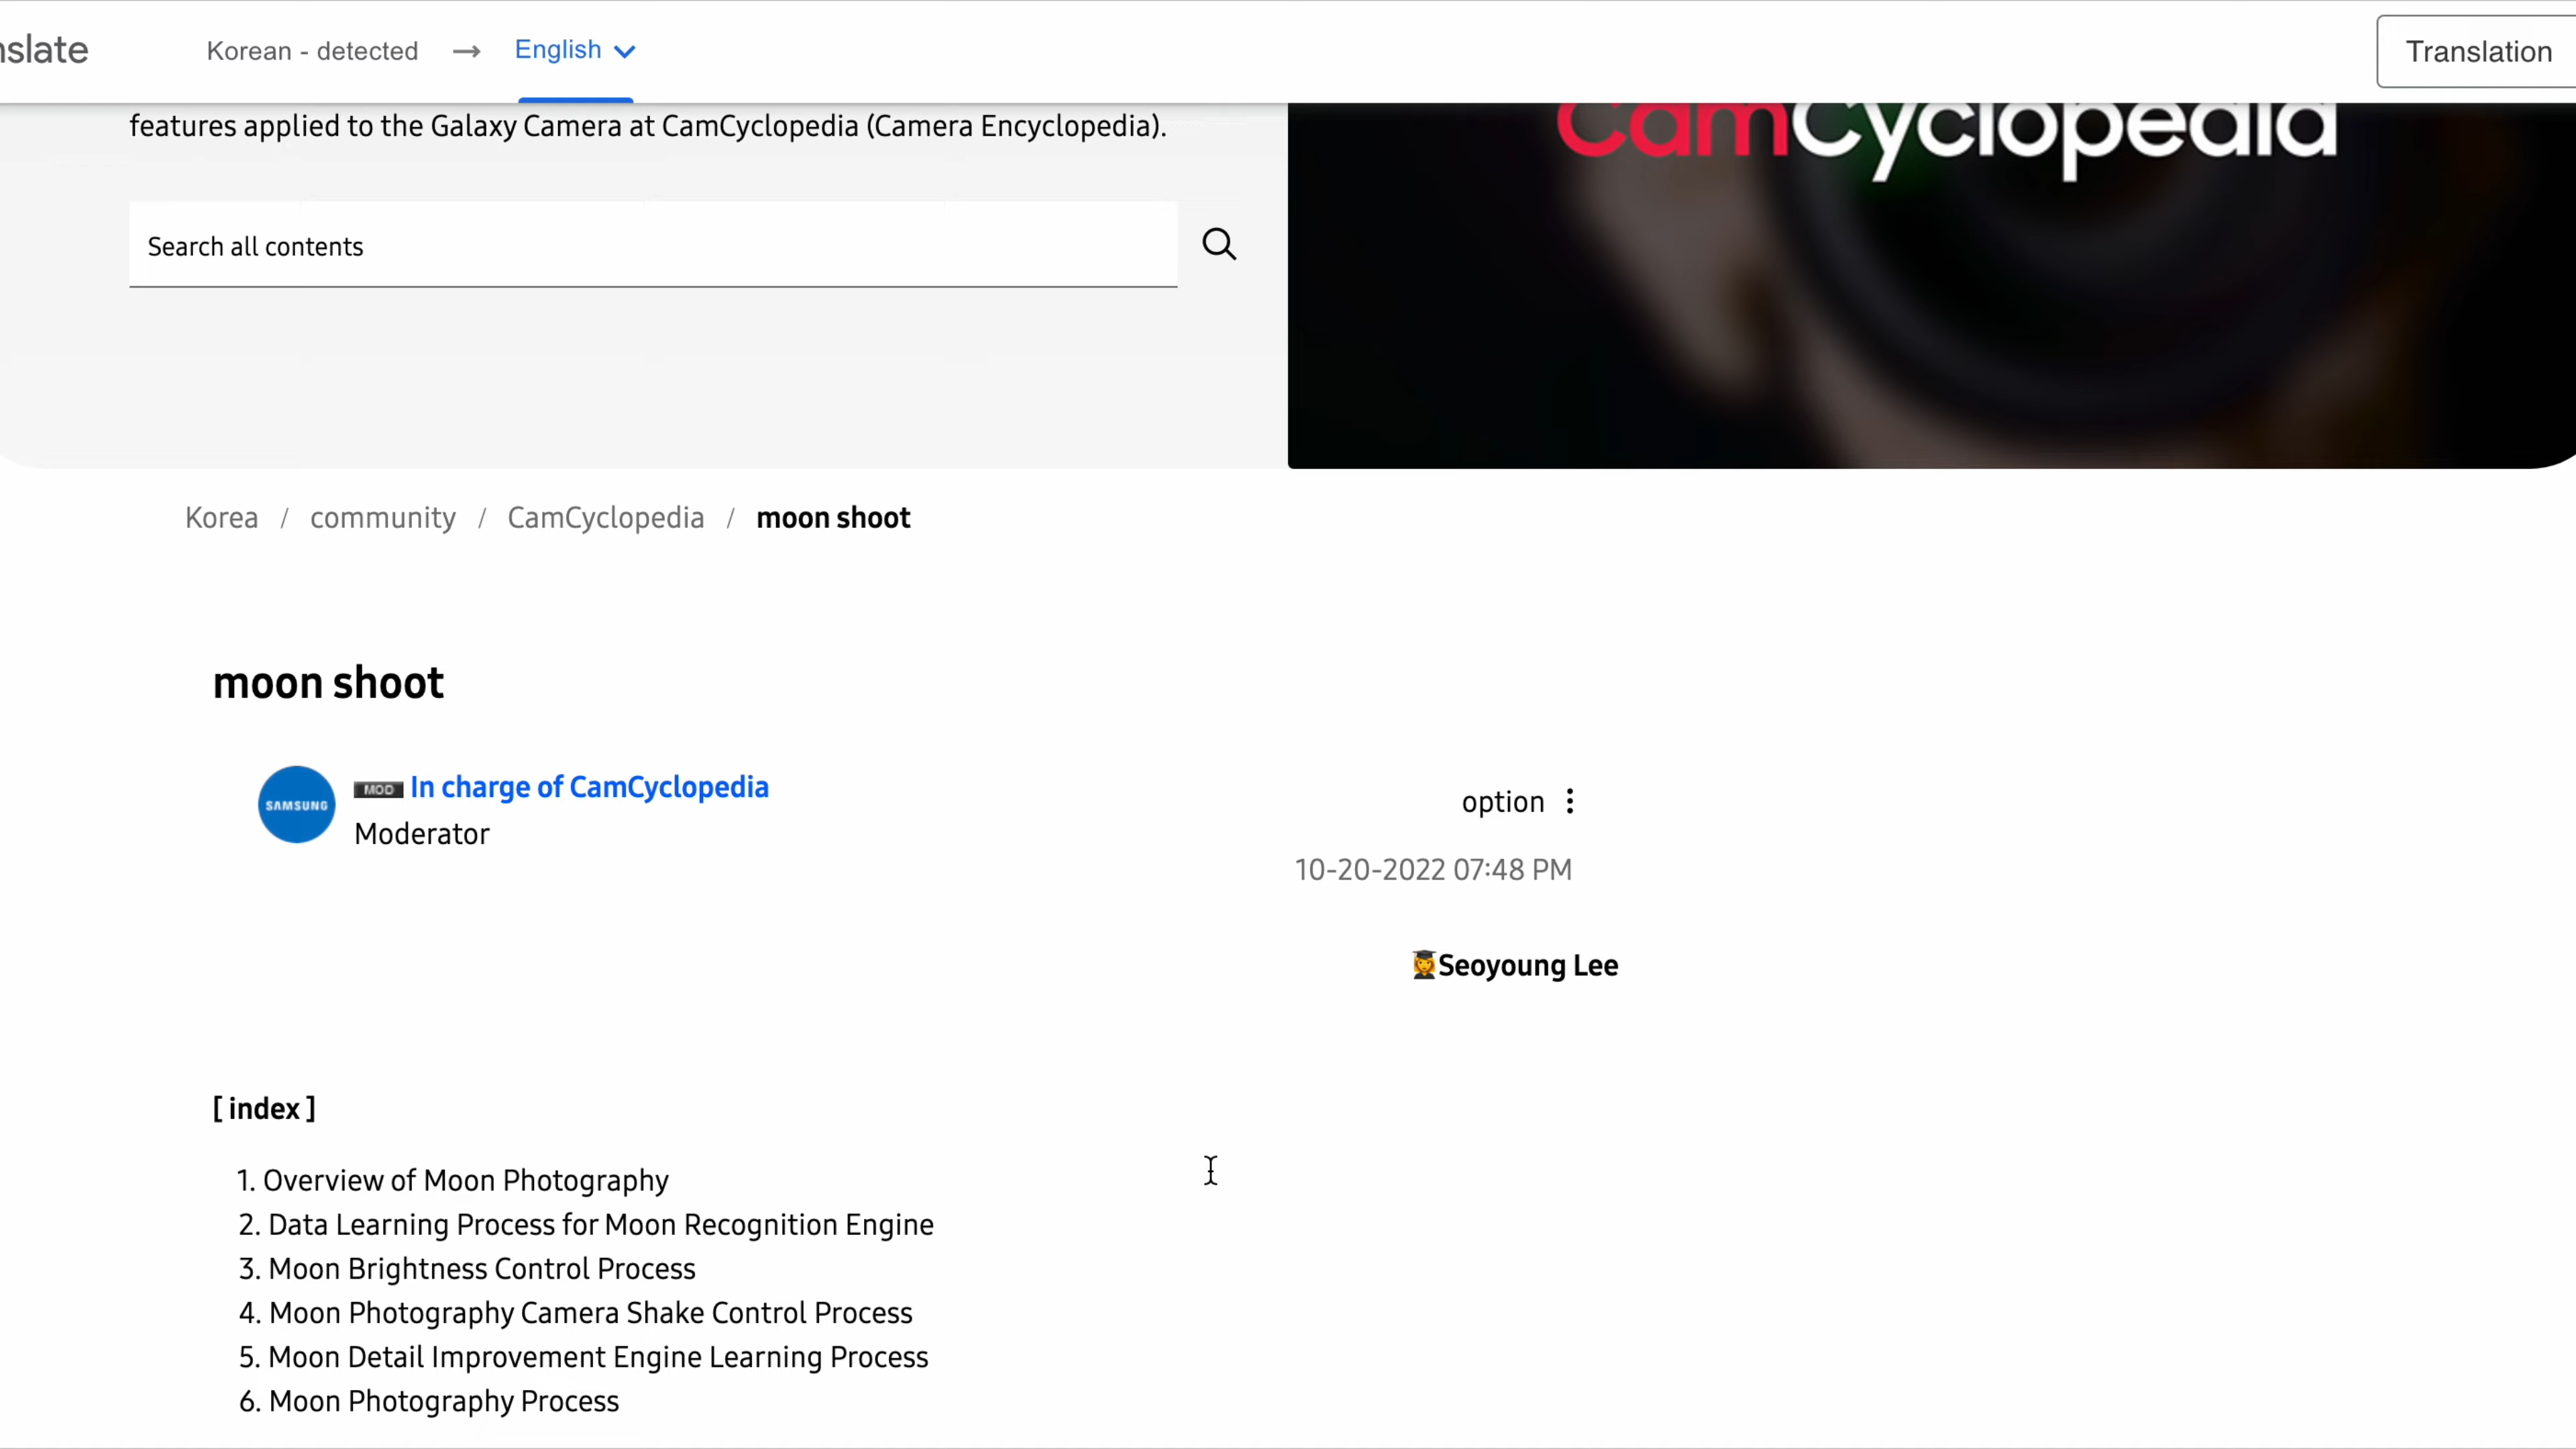 nslate
Korean - detected → English
Translation
features applied to the Galaxy Camera at CamCyclopedia (Camera Encyclopedia).
CamCyclopedia
Search all contents
Korea / community / CamCyclopedia / moon shoot
moon shoot
SAMSUNG
MOD In charge of CamCyclopedia
Moderator
option
10-20-2022 07:48 PM
Seoyoung Lee
[ index ]
1. Overview of Moon Photography
2. Data Learning Process for Moon Recognition Engine
3. Moon Brightness Control Process
4. Moon Photography Camera Shake Control Process
5. Moon Detail Improvement Engine Learning Process
6. Moon Photography Process